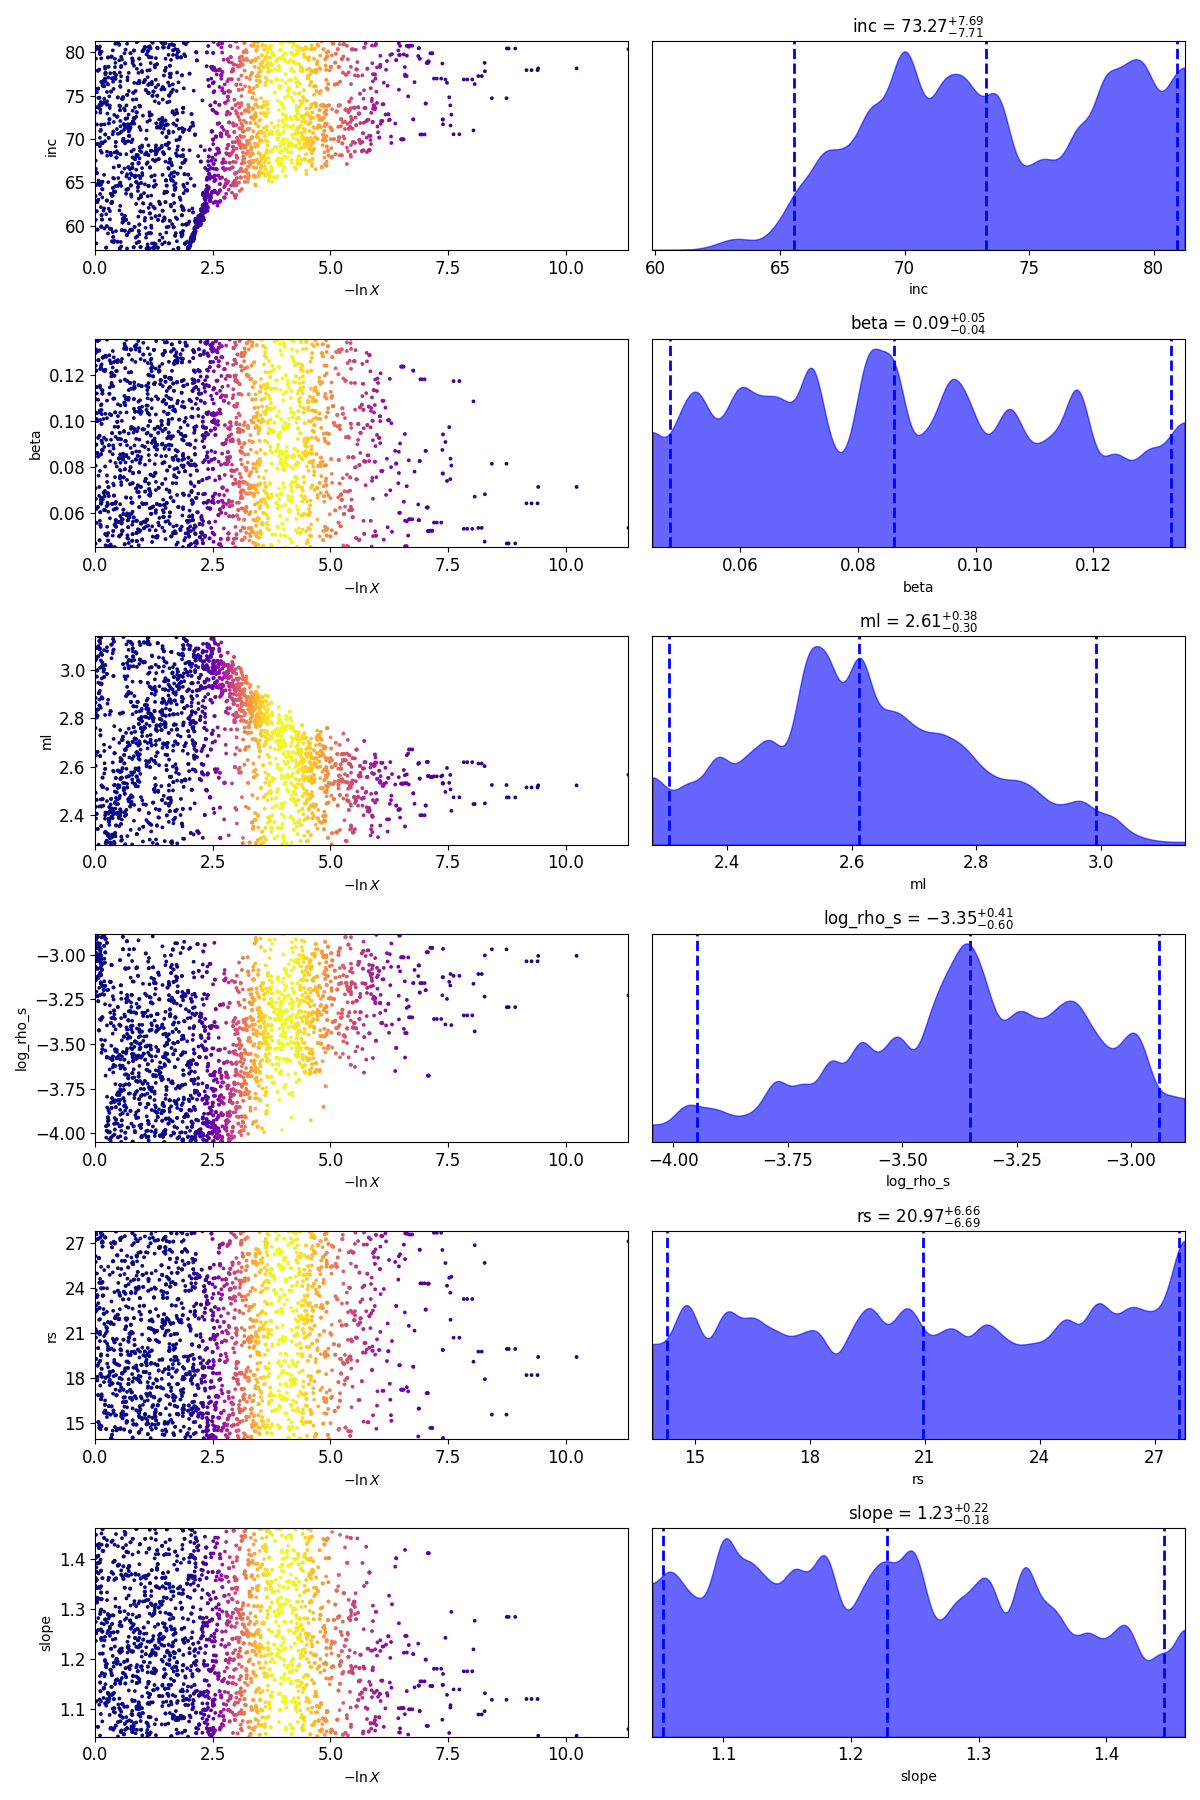 inc = 73.27+7.69−7.71
80
75
70
65
60
inc
0.0 2.5 5.0 7.5 10.0
−ln X
60 65 70 75 80
inc
beta = 0.09+0.05−0.04
0.12
0.10
0.08
0.06
beta
0.0 2.5 5.0 7.5 10.0
−ln X
0.06 0.08 0.10 0.12
beta
ml = 2.61+0.38−0.30
3.0
2.8
2.6
2.4
ml
0.0 2.5 5.0 7.5 10.0
−ln X
2.4 2.6 2.8 3.0
ml
log_rho_s = −3.35+0.41−0.60
−3.00
−3.25
−3.50
−3.75
−4.00
log_rho_s
0.0 2.5 5.0 7.5 10.0
−ln X
−4.00 −3.75 −3.50 −3.25 −3.00
log_rho_s
rs = 20.97+6.66−6.69
27
24
21
18
15
rs
0.0 2.5 5.0 7.5 10.0
−ln X
15 18 21 24 27
rs
slope = 1.23+0.22−0.18
1.4
1.3
1.2
1.1
slope
0.0 2.5 5.0 7.5 10.0
−ln X
1.1 1.2 1.3 1.4
slope